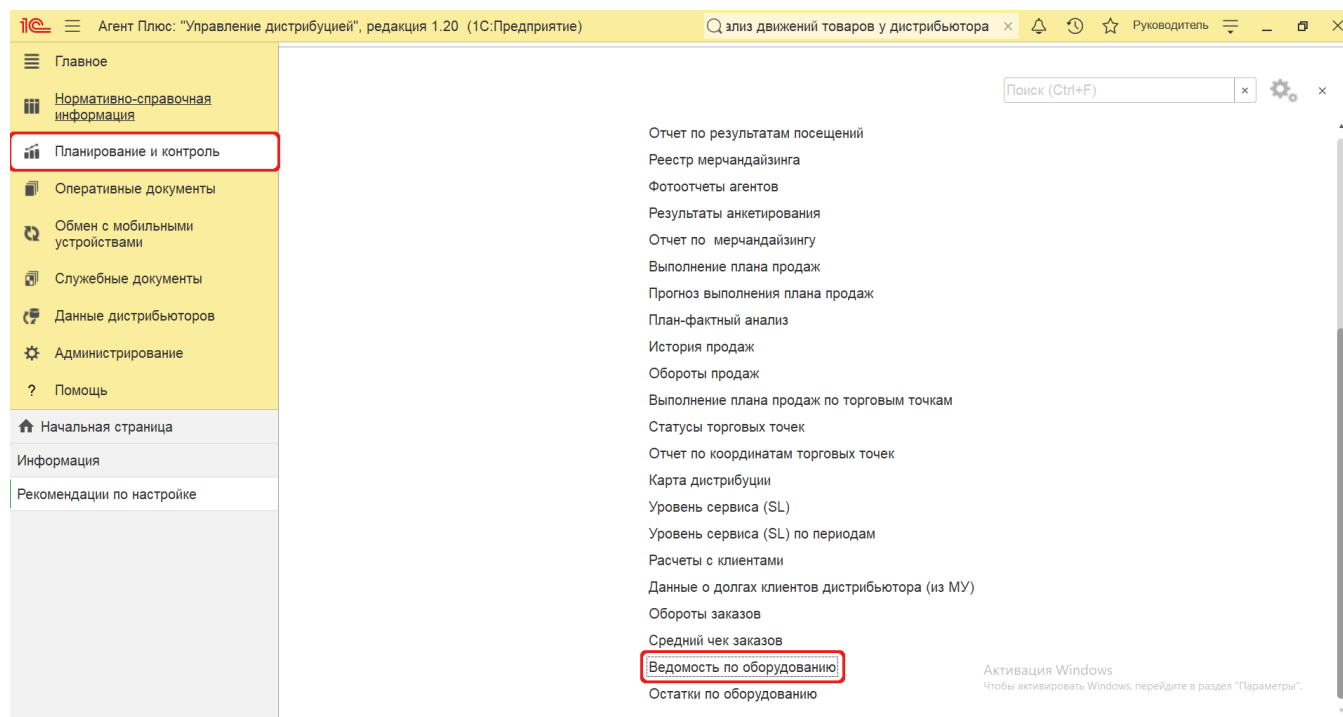 1С Агент Плюс: "Управление дистрибуцией", редакция 1.20 (1С:Предприятие) ализ движений товаров у дистрибьютора × Руководитель
Главное
Поиск (Ctrl+F) × ×
Нормативно-справочная
информация
Планирование и контроль
Оперативные документы
Обмен с мобильными
устройствами
Служебные документы
Данные дистрибьюторов
Администрирование
? Помощь
Начальная страница
Информация
Рекомендации по настройке
Отчет по результатам посещений
Реестр мерчандайзинга
Фотоотчеты агентов
Результаты анкетирования
Отчет по мерчандайзингу
Выполнение плана продаж
Прогноз выполнения плана продаж
План-фактный анализ
История продаж
Обороты продаж
Выполнение плана продаж по торговым точкам
Статусы торговых точек
Отчет по координатам торговых точек
Карта дистрибуции
Уровень сервиса (SL)
Уровень сервиса (SL) по периодам
Расчеты с клиентами
Данные о долгах клиентов дистрибьютора (из МУ)
Обороты заказов
Средний чек заказов
Ведомость по оборудованию
Остатки по оборудованию
Активация Windows
Чтобы активировать Windows, перейдите в раздел "Параметры".